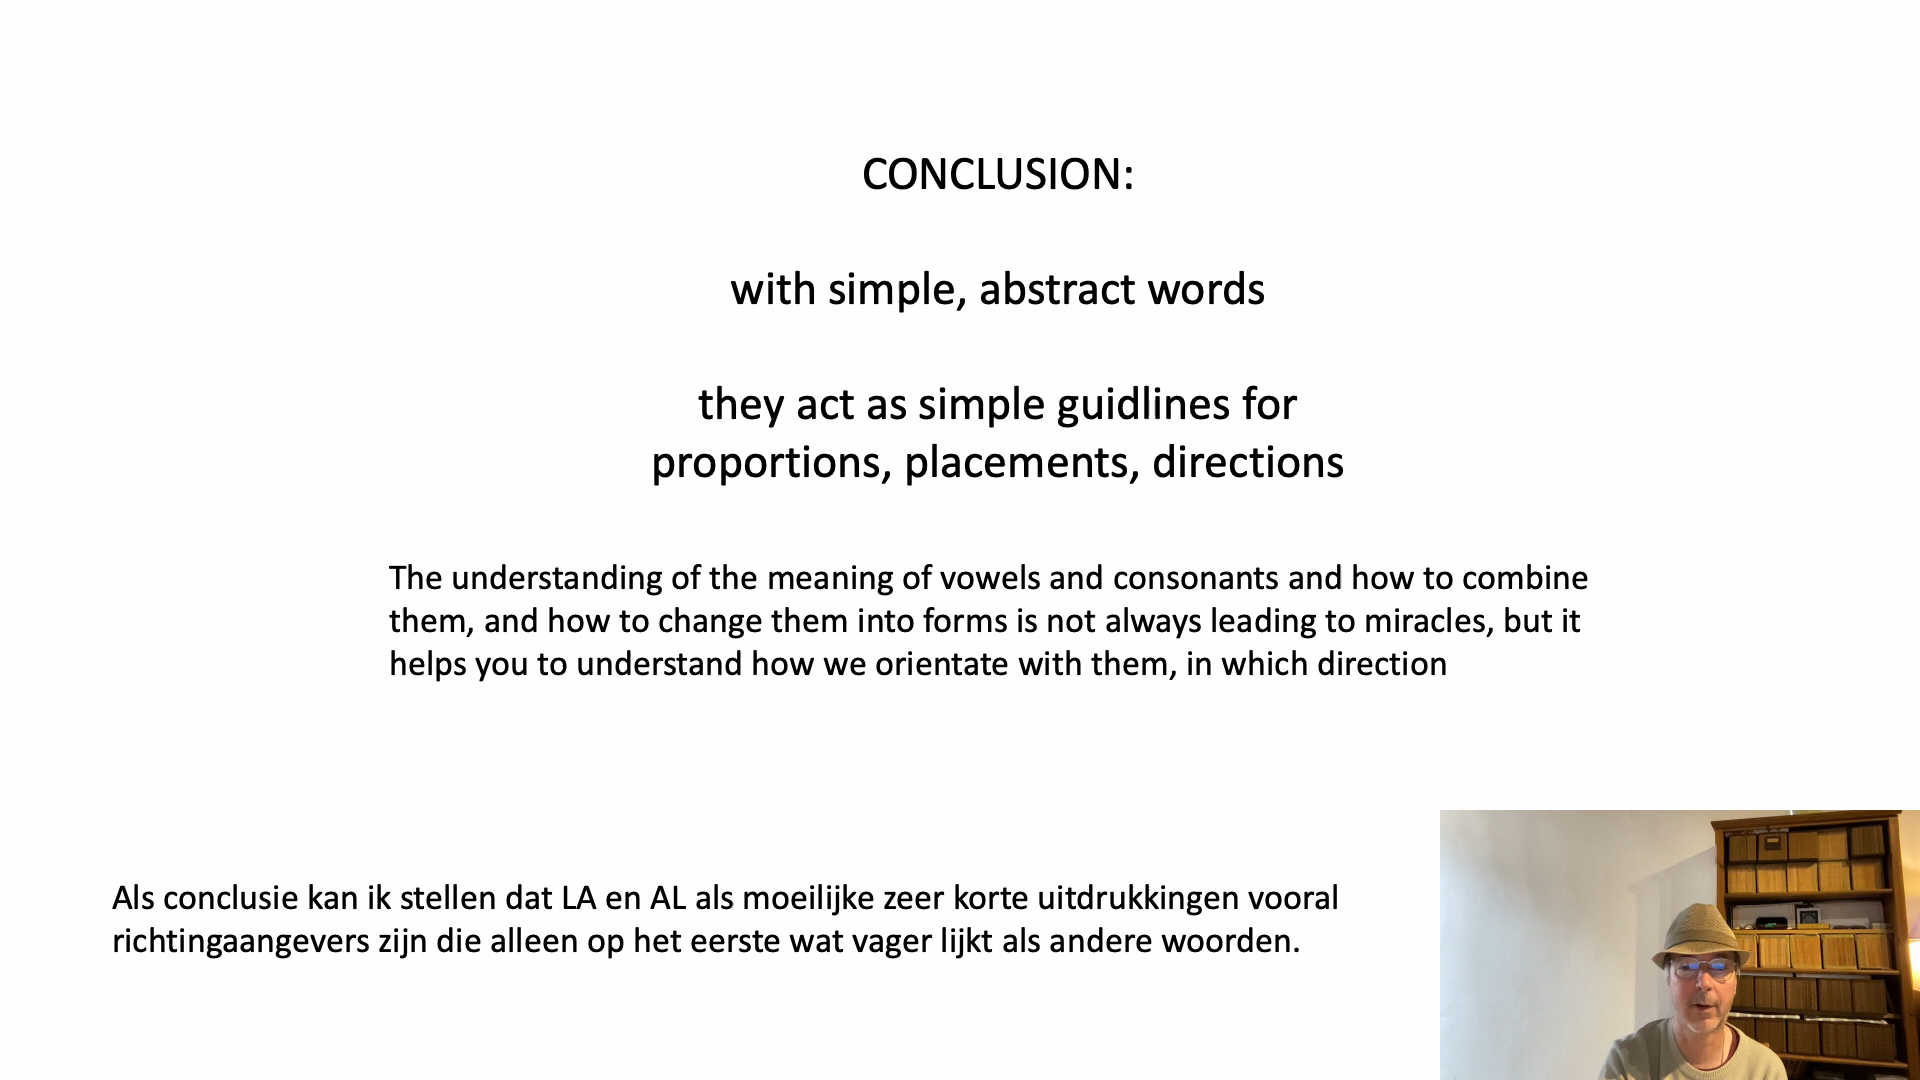 CONCLUSION:
with simple, abstract words
they act as simple guidlines for
proportions, placements, directions
The understanding of the meaning of vowels and consonants and how to combine
them, and how to change them into forms is not always leading to miracles, but it
helps you to understand how we orientate with them, in which direction
Als conclusie kan ik stellen dat LA en AL als moeilijke zeer korte uitdrukkingen vooral
richtingaangevers zijn die alleen op het eerste wat vager lijkt als andere woorden.